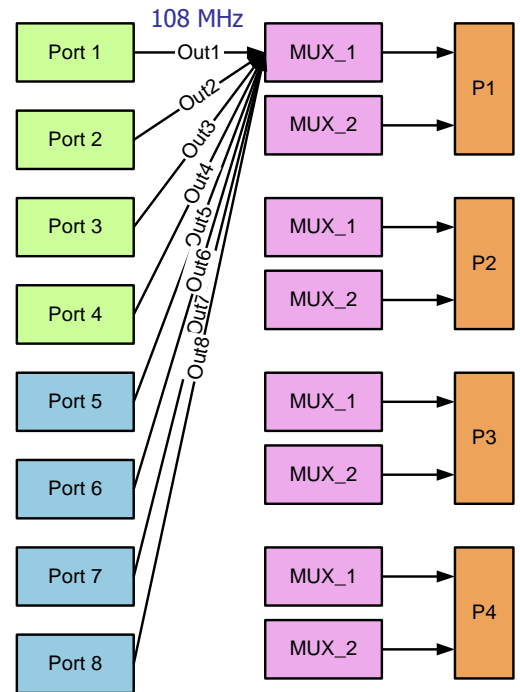 108 MHz
Port 1
Out1
MUX_1
P1
Port 2
Out2
MUX_2
Port 3
Out3
MUX_1
P2
Port 4
Out4
MUX_2
Port 5
Out5
MUX_1
P3
Port 6
Out6
MUX_2
Port 7
Out7
MUX_1
P4
Port 8
Out8
MUX_2